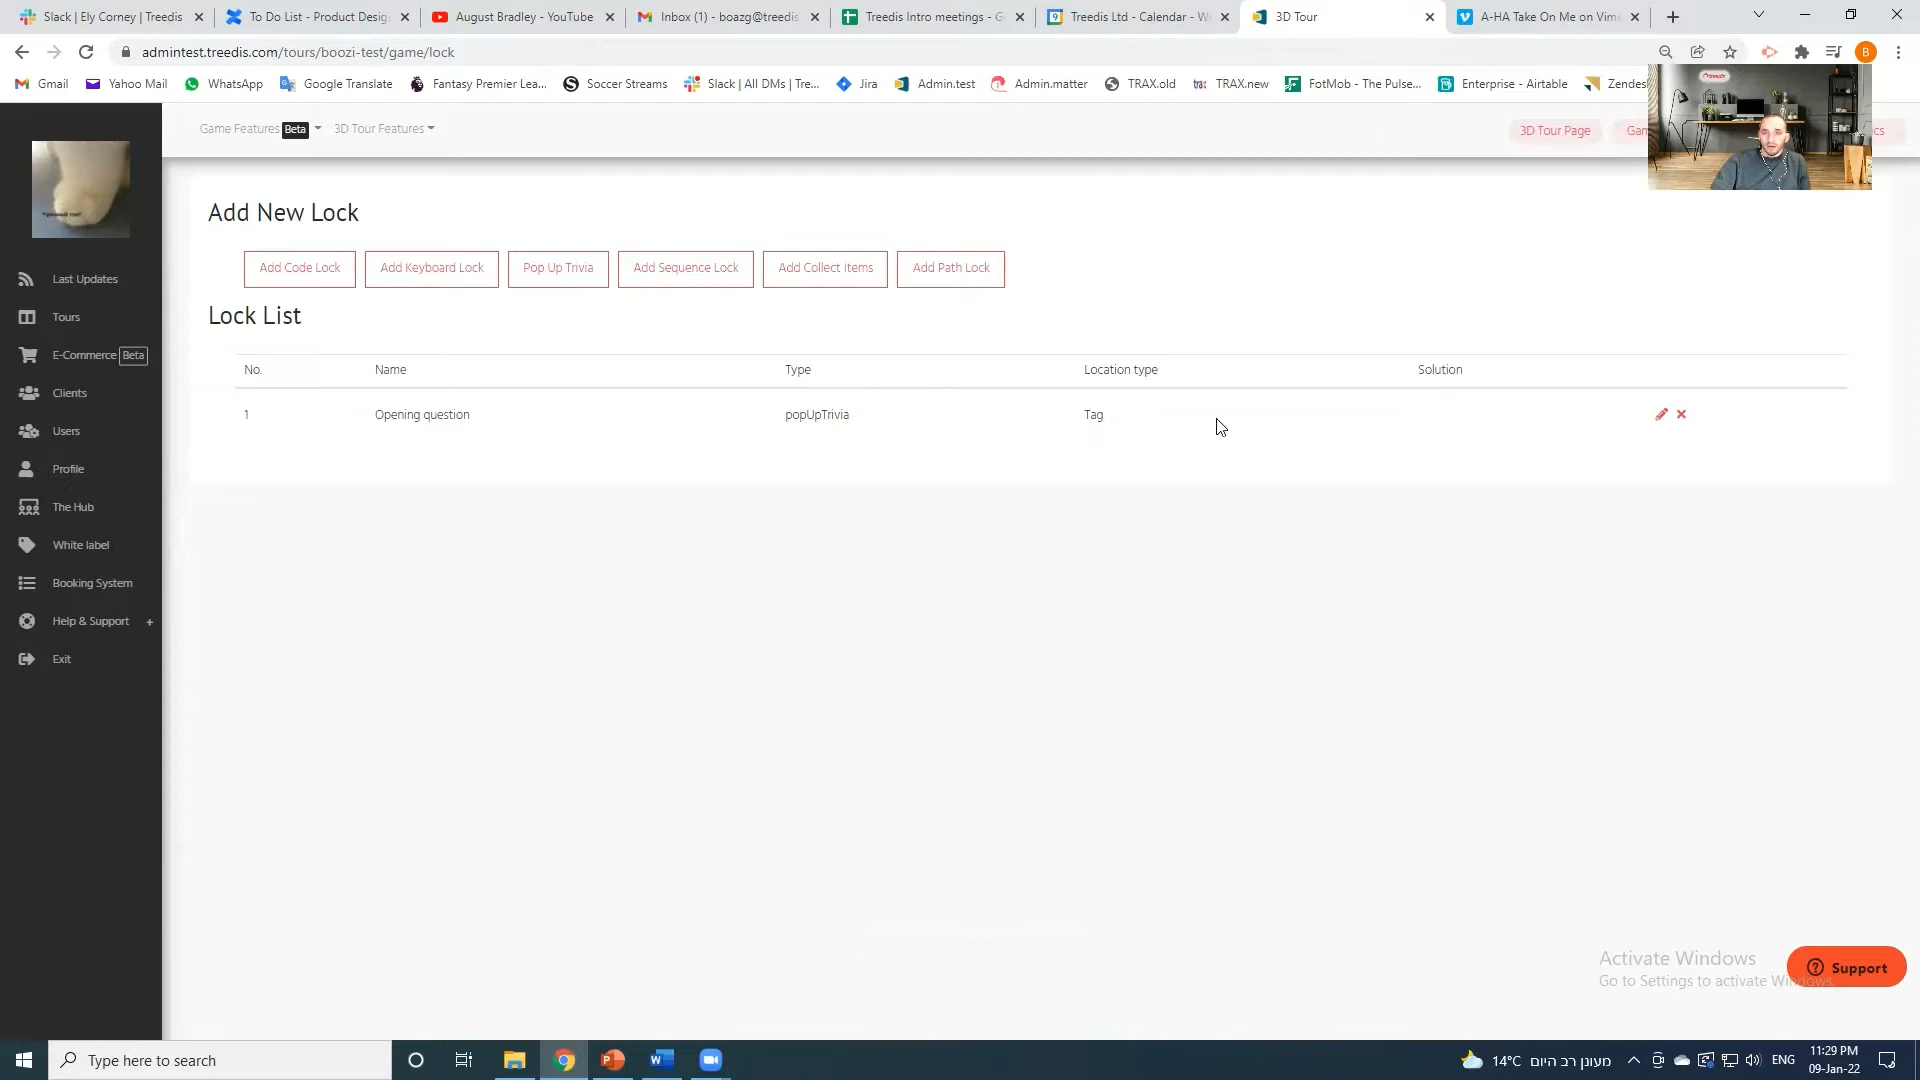 Slack | Ely Corney | Treedis
To Do List - Product Desig
August Bradley - YouTube
Inbox (1) - boazg@treedis
Treedis Intro meetings - G
Treedis Ltd - Calendar - W
3D Tour
A-HA Take On Me on Vim
admintest.treedis.com/tours/boozi-test/game/lock
B
Gmail
Yahoo Mail
WhatsApp
Google Translate
Fantasy Premier Lea...
Soccer Streams
Slack | All DMs | Tre...
Jira
Admin.test
Admin.matter
TRAX.old
TRAX.new
FotMob - The Pulse...
Enterprise - Airtable
Zendes
Game Features Beta
3D Tour Features
3D Tour Page
Gam
cs
Add New Lock
Add Code Lock
Add Keyboard Lock
Pop Up Trivia
Add Sequence Lock
Add Collect Items
Add Path Lock
Lock List
No. Name Type Location type Solution
1 Opening question popUpTrivia Tag
Last Updates
Tours
E-Commerce Beta
Clients
Users
Profile
The Hub
White label
Booking System
Help & Support +
Exit
Activate Windows
Go to Settings to activate Windows.
Support
Type here to search
14°C מעונן רב היום
ENG
11:29 PM
09-Jan-22